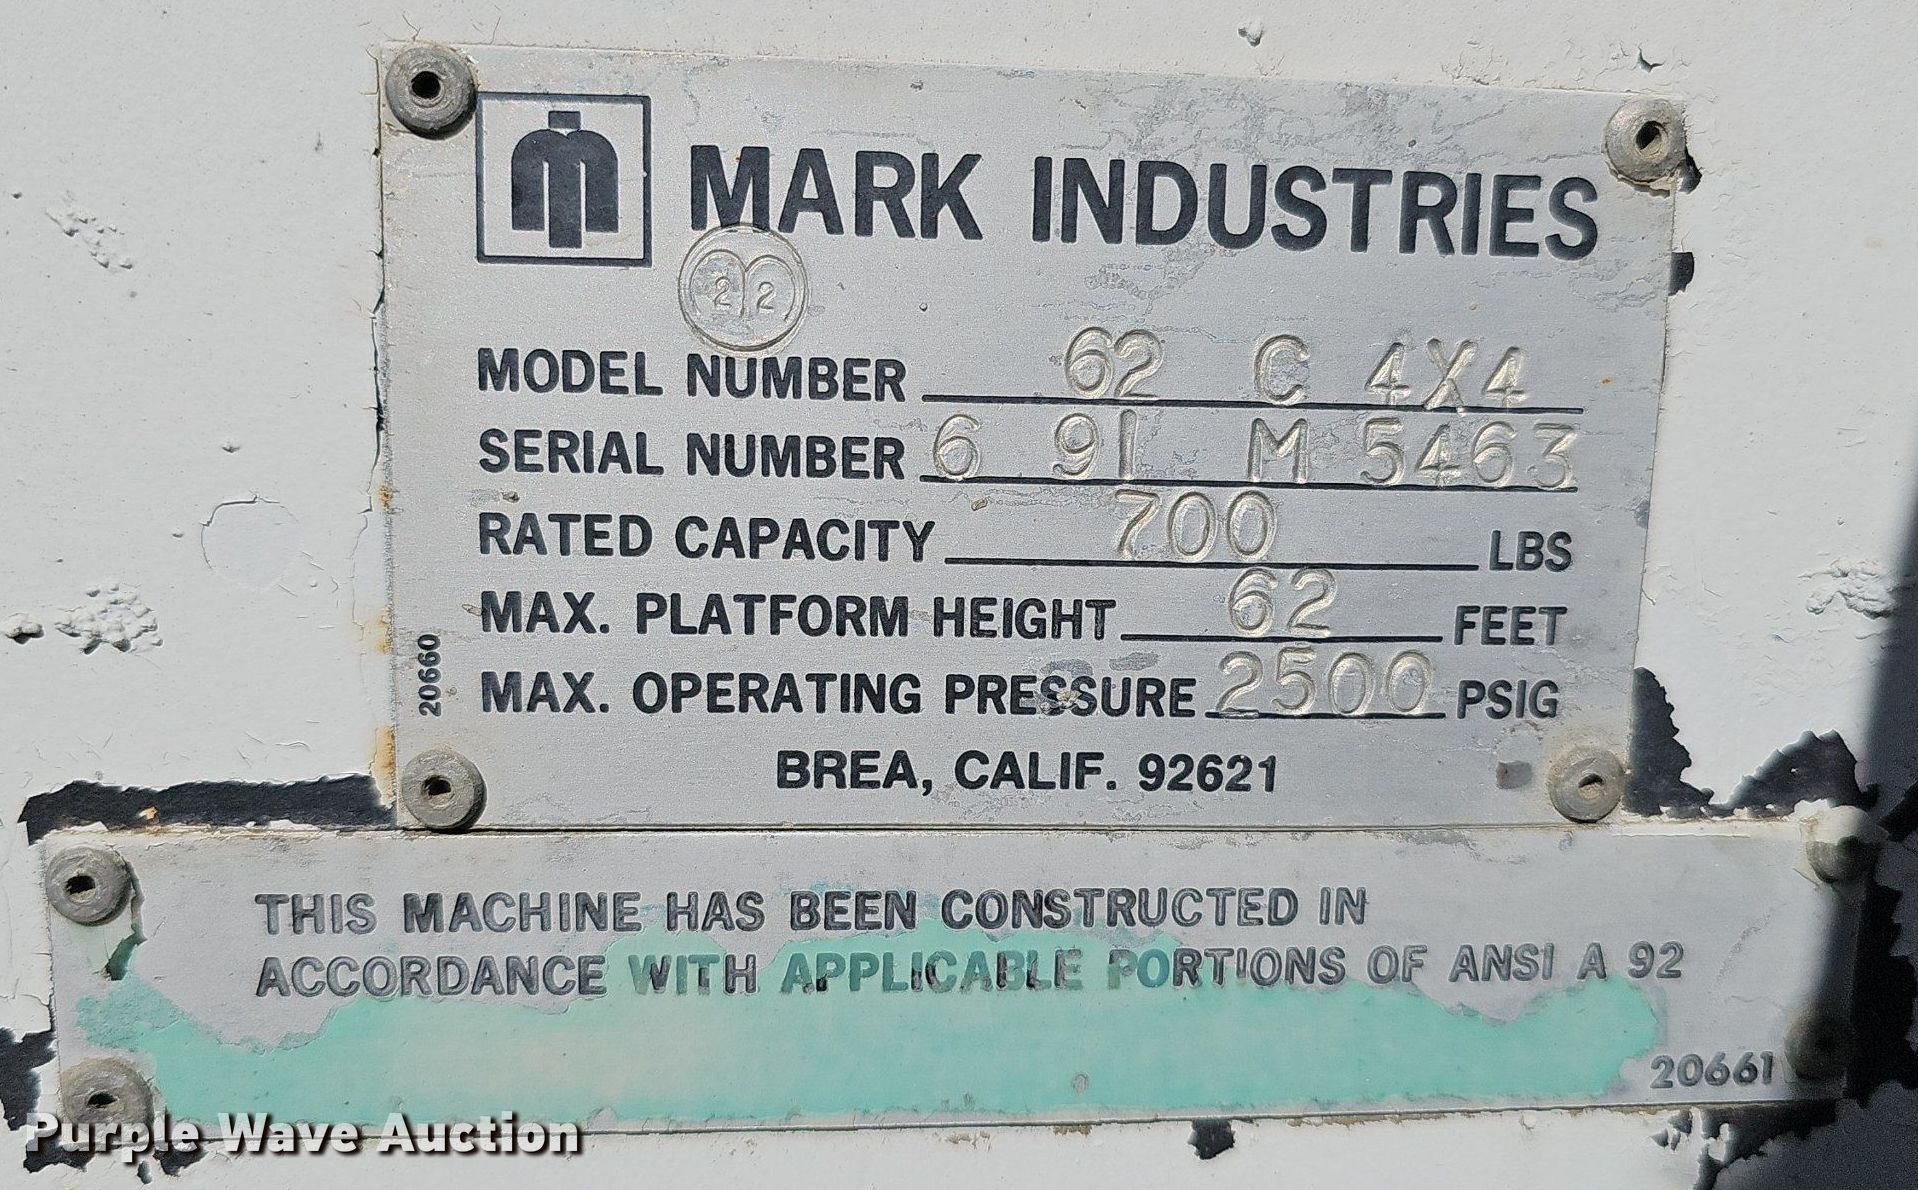 MARK INDUSTRIES
2 2
MODEL NUMBER 62 C 4X4
SERIAL NUMBER 6 91 M 5463
RATED CAPACITY 700 LBS
MAX. PLATFORM HEIGHT 62 FEET
MAX. OPERATING PRESSURE 2500 PSIG
20660
BREA, CALIF. 92621
THIS MACHINE HAS BEEN CONSTRUCTED IN
ACCORDANCE WITH APPLICABLE PORTIONS OF ANSI A 92
20661
Purple Wave Auction